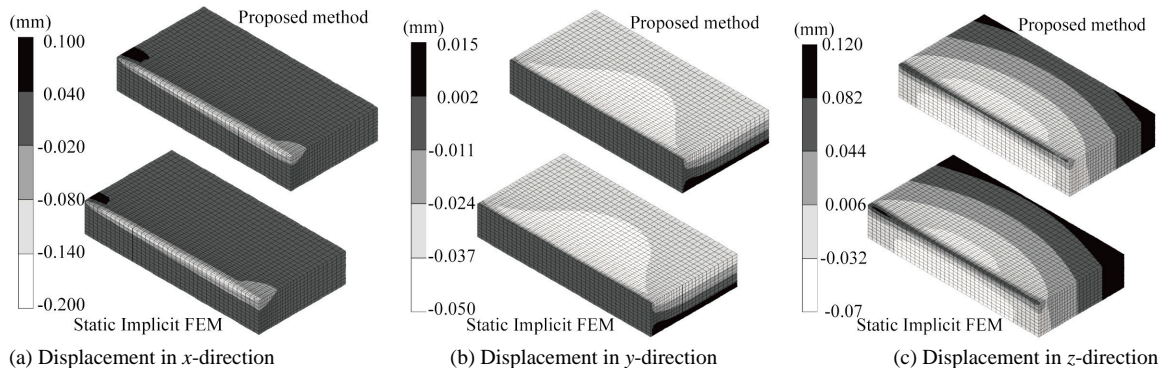 (mm)
Proposed method
0.100
0.040
-0.020
-0.080
-0.140
-0.200
Static Implicit FEM
(a) Displacement in x-direction
(mm)
Proposed method
0.015
0.002
-0.011
-0.024
-0.037
-0.050
Static Implicit FEM
(b) Displacement in y-direction
(mm)
Proposed method
0.120
0.082
0.044
0.006
-0.032
-0.07
Static Implicit FEM
(c) Displacement in z-direction